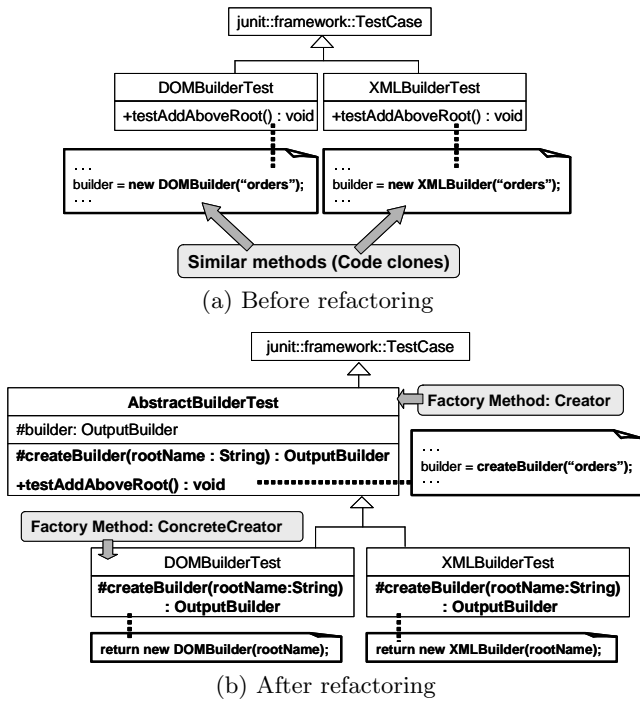 junit::framework::TestCase
DOMBuilderTest
+testAddAboveRoot() : void
XMLBuilderTest
+testAddAboveRoot() : void
...
builder = new DOMBuilder(“orders”);
...
...
builder = new XMLBuilder(“orders”);
...
Similar methods (Code clones)
(a) Before refactoring
junit::framework::TestCase
AbstractBuilderTest
#builder: OutputBuilder
#createBuilder(rootName : String) : OutputBuilder
+testAddAboveRoot() : void
Factory Method: Creator
...
builder = createBuilder(“orders”);
...
Factory Method: ConcreteCreator
DOMBuilderTest
#createBuilder(rootName:String)
: OutputBuilder
XMLBuilderTest
#createBuilder(rootName:String)
: OutputBuilder
return new DOMBuilder(rootName);
return new XMLBuilder(rootName);
(b) After refactoring